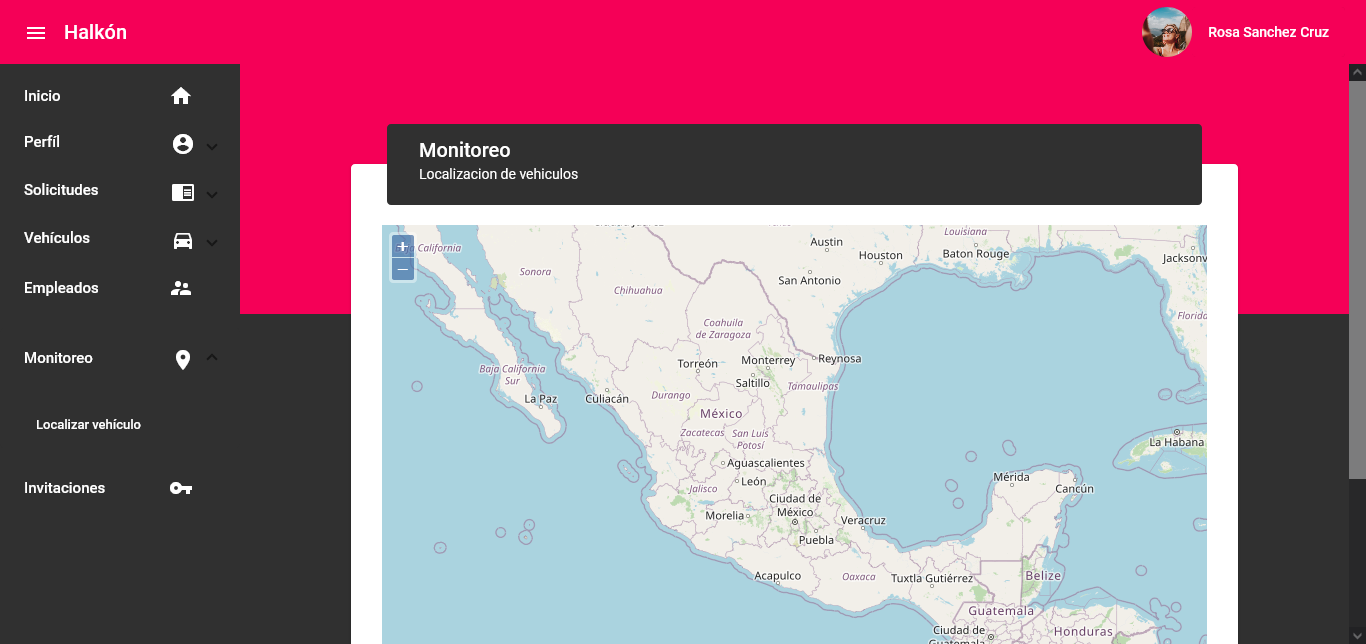 Halkón
Rosa Sanchez Cruz
Inicio
Perfíl
Solicitudes
Vehículos
Empleados
Monitoreo
Localizar vehículo
Invitaciones
Monitoreo
Localizacion de vehiculos
+
−
California
Sonora
Chihuahua
Coahuila
de Zaragoza
Austin
Houston
San Antonio
Louisiana
Baton Rouge
Jacksonv
Florida
Baja California
Sur
La Paz
Culiacán
Torreón
Monterrey
Saltillo
Reynosa
Durango
Tamaulipas
México
Zacatecas
San Luis
Potosí
Aguascalientes
León
Jalisco
Ciudad de
México
Morelia
Puebla
Veracruz
Acapulco
Oaxaca
Tuxtla Gutiérrez
Mérida
Cancún
La Habana
Belize
Guatemala
Ciudad de
Guatemala
Honduras